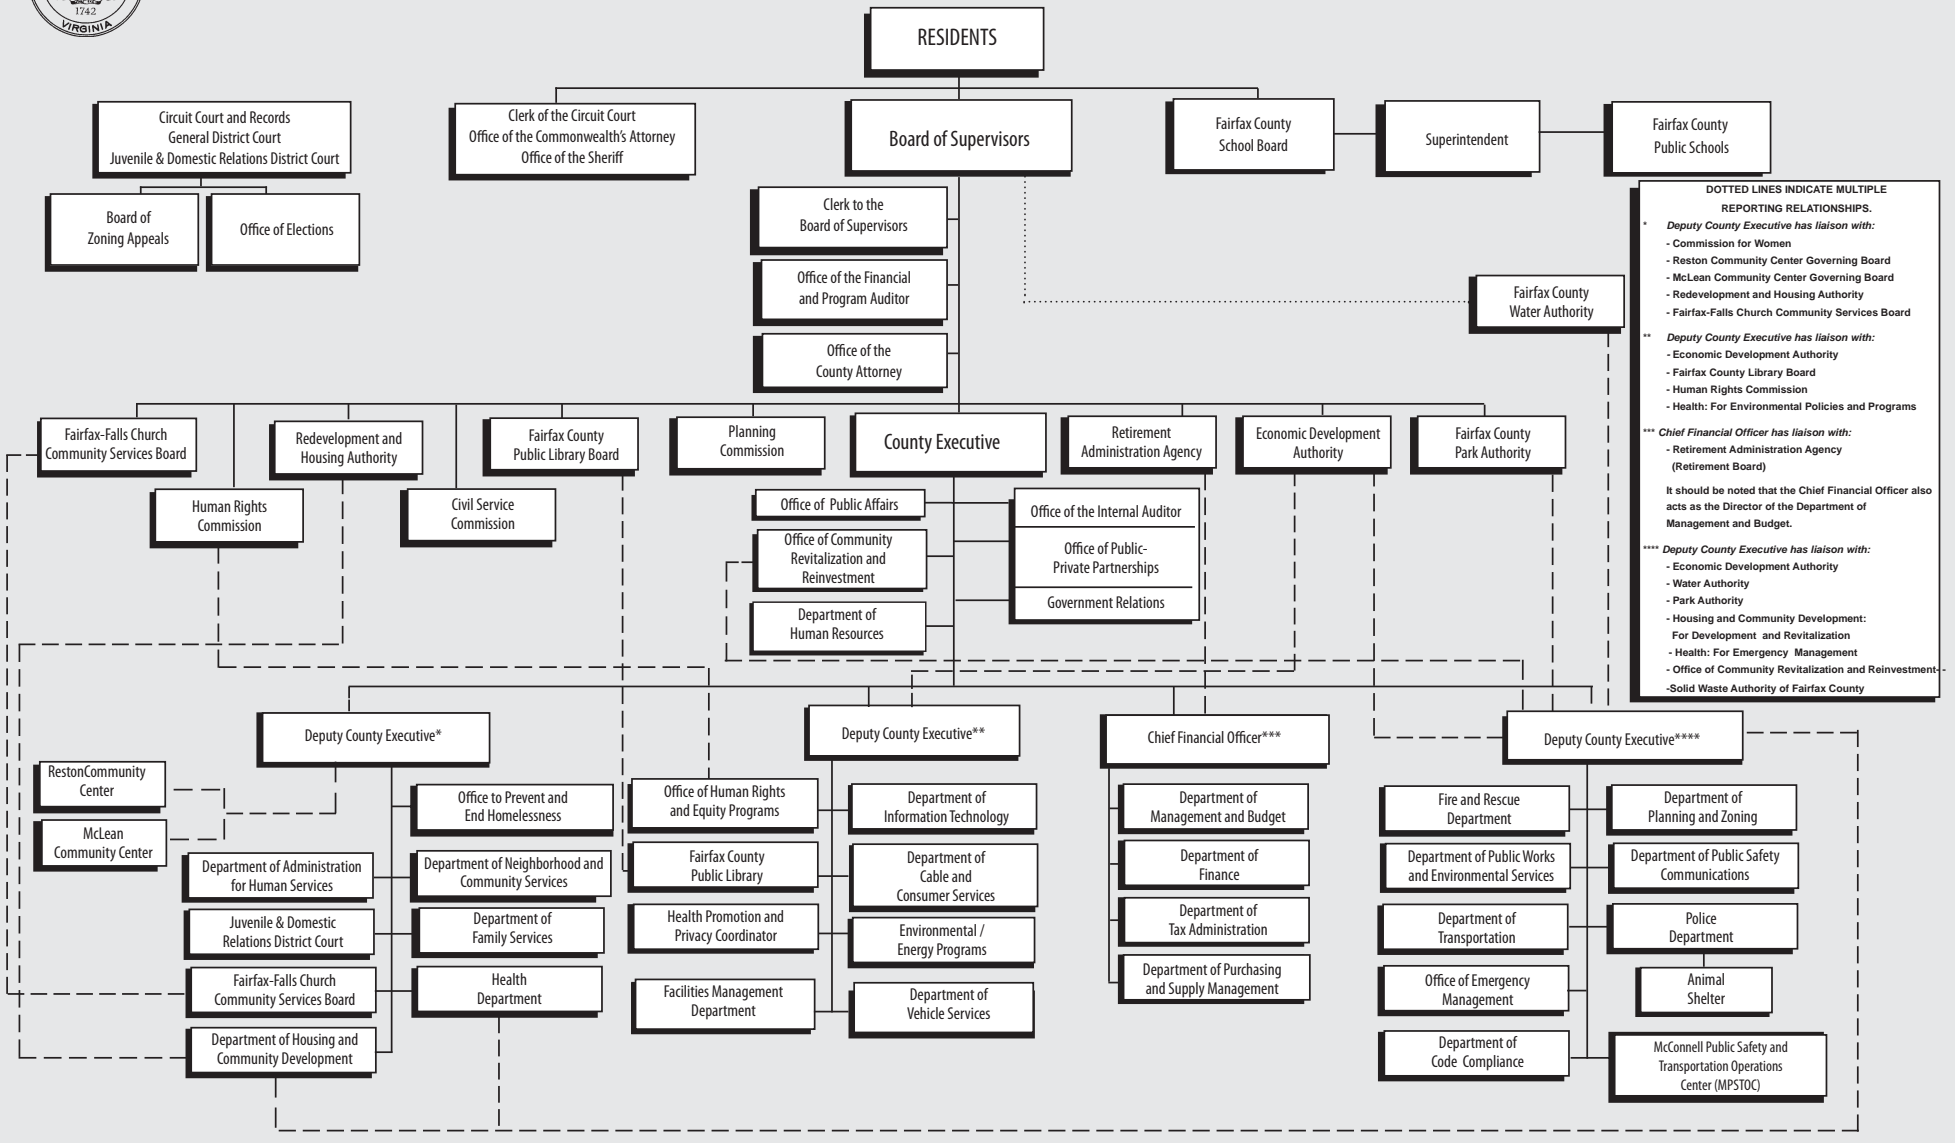 1742
VIRGINIA
RESIDENTS
Circuit Court and Records
General District Court
Juvenile & Domestic Relations District Court
Clerk of the Circuit Court
Office of the Commonwealth's Attorney
Office of the Sheriff
Board of Supervisors
Fairfax County
School Board
Superintendent
Fairfax County
Public Schools
Board of
Zoning Appeals
Office of Elections
Clerk to the
Board of Supervisors
Office of the Financial
and Program Auditor
Office of the
County Attorney
Fairfax County
Water Authority
DOTTED LINES INDICATE MULTIPLE
REPORTING RELATIONSHIPS.
* Deputy County Executive has liaison with:
- Commission for Women
- Reston Community Center Governing Board
- McLean Community Center Governing Board
- Redevelopment and Housing Authority
- Fairfax-Falls Church Community Services Board
** Deputy County Executive has liaison with:
- Economic Development Authority
- Fairfax County Library Board
- Human Rights Commission
- Health: For Environmental Policies and Programs
*** Chief Financial Officer has liaison with:
- Retirement Administration Agency
(Retirement Board)
It should be noted that the Chief Financial Officer also
acts as the Director of the Department of
Management and Budget.
**** Deputy County Executive has liaison with:
- Economic Development Authority
- Water Authority
- Park Authority
- Housing and Community Development:
For Development and Revitalization
- Health: For Emergency Management
- Office of Community Revitalization and Reinvestment
-Solid Waste Authority of Fairfax County
Fairfax-Falls Church
Community Services Board
Redevelopment and
Housing Authority
Fairfax County
Public Library Board
Planning
Commission
County Executive
Retirement
Administration Agency
Economic Development
Authority
Fairfax County
Park Authority
Human Rights
Commission
Civil Service
Commission
Office of Public Affairs
Office of Community
Revitalization and
Reinvestment
Department of
Human Resources
Office of the Internal Auditor
Office of Public-
Private Partnerships
Government Relations
Deputy County Executive*
Deputy County Executive**
Chief Financial Officer***
Deputy County Executive****
RestonCommunity
Center
McLean
Community Center
Office to Prevent and
End Homelessness
Department of Administration
for Human Services
Department of Neighborhood and
Community Services
Juvenile & Domestic
Relations District Court
Department of
Family Services
Fairfax-Falls Church
Community Services Board
Health
Department
Department of Housing and
Community Development
Office of Human Rights
and Equity Programs
Department of
Information Technology
Fairfax County
Public Library
Department of
Cable and
Consumer Services
Health Promotion and
Privacy Coordinator
Environmental /
Energy Programs
Facilities Management
Department
Department of
Vehicle Services
Department of
Management and Budget
Department of
Finance
Department of
Tax Administration
Department of Purchasing
and Supply Management
Fire and Rescue
Department
Department of
Planning and Zoning
Department of Public Works
and Environmental Services
Department of Public Safety
Communications
Department of
Transportation
Police
Department
Office of Emergency
Management
Animal
Shelter
Department of
Code Compliance
McConnell Public Safety and
Transportation Operations
Center (MPSTOC)